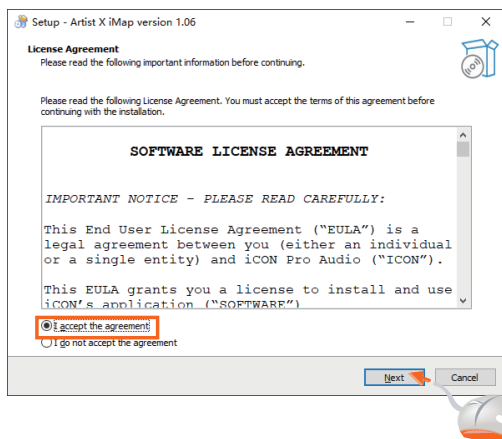 Setup - Artist X iMap version 1.06
License Agreement
Please read the following important information before continuing.
Please read the following License Agreement. You must accept the terms of this agreement before
continuing with the installation.
SOFTWARE LICENSE AGREEMENT
IMPORTANT NOTICE – PLEASE READ CAREFULLY:
This End User License Agreement (“EULA”) is a
legal agreement between you (either an individual
or a single entity) and iCON Pro Audio (“ICON”).
This EULA grants you a license to install and use
iCON's application (“SOFTWARE”)
I accept the agreement
I do not accept the agreement
Next
Cancel